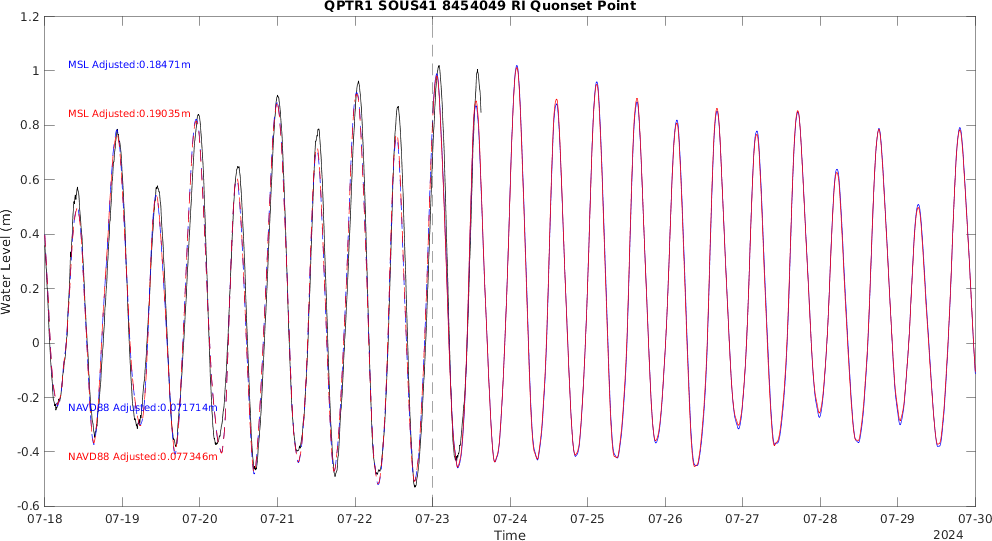 QPTR1 SOUS41 8454049 RI Quonset Point
1.2
1
0.8
0.6
0.4
0.2
0
-0.2
-0.4
-0.6
Water Level (m)
MSL Adjusted:0.18471m
MSL Adjusted:0.19035m
NAVD88 Adjusted:0.071714m
NAVD88 Adjusted:0.077346m
07-18 07-19 07-20 07-21 07-22 07-23 07-24 07-25 07-26 07-27 07-28 07-29 07-30
Time
2024